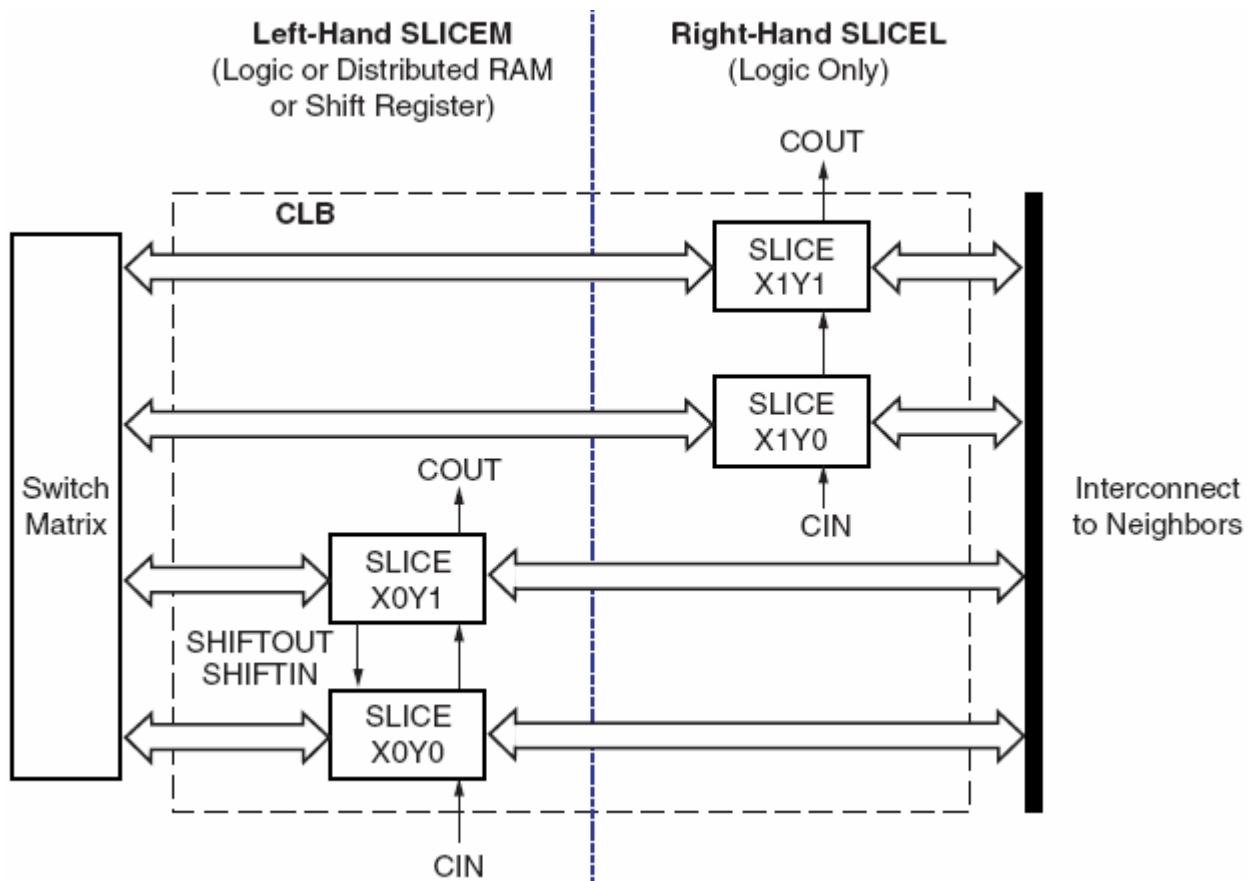 Left-Hand SLICEM
(Logic or Distributed RAM
or Shift Register)
Right-Hand SLICEL
(Logic Only)
COUT
CLB
SLICE
X1Y1
SLICE
X1Y0
CIN
COUT
Switch
Matrix
Interconnect
to Neighbors
SLICE
X0Y1
SHIFTOUT
SHIFTIN
SLICE
X0Y0
CIN